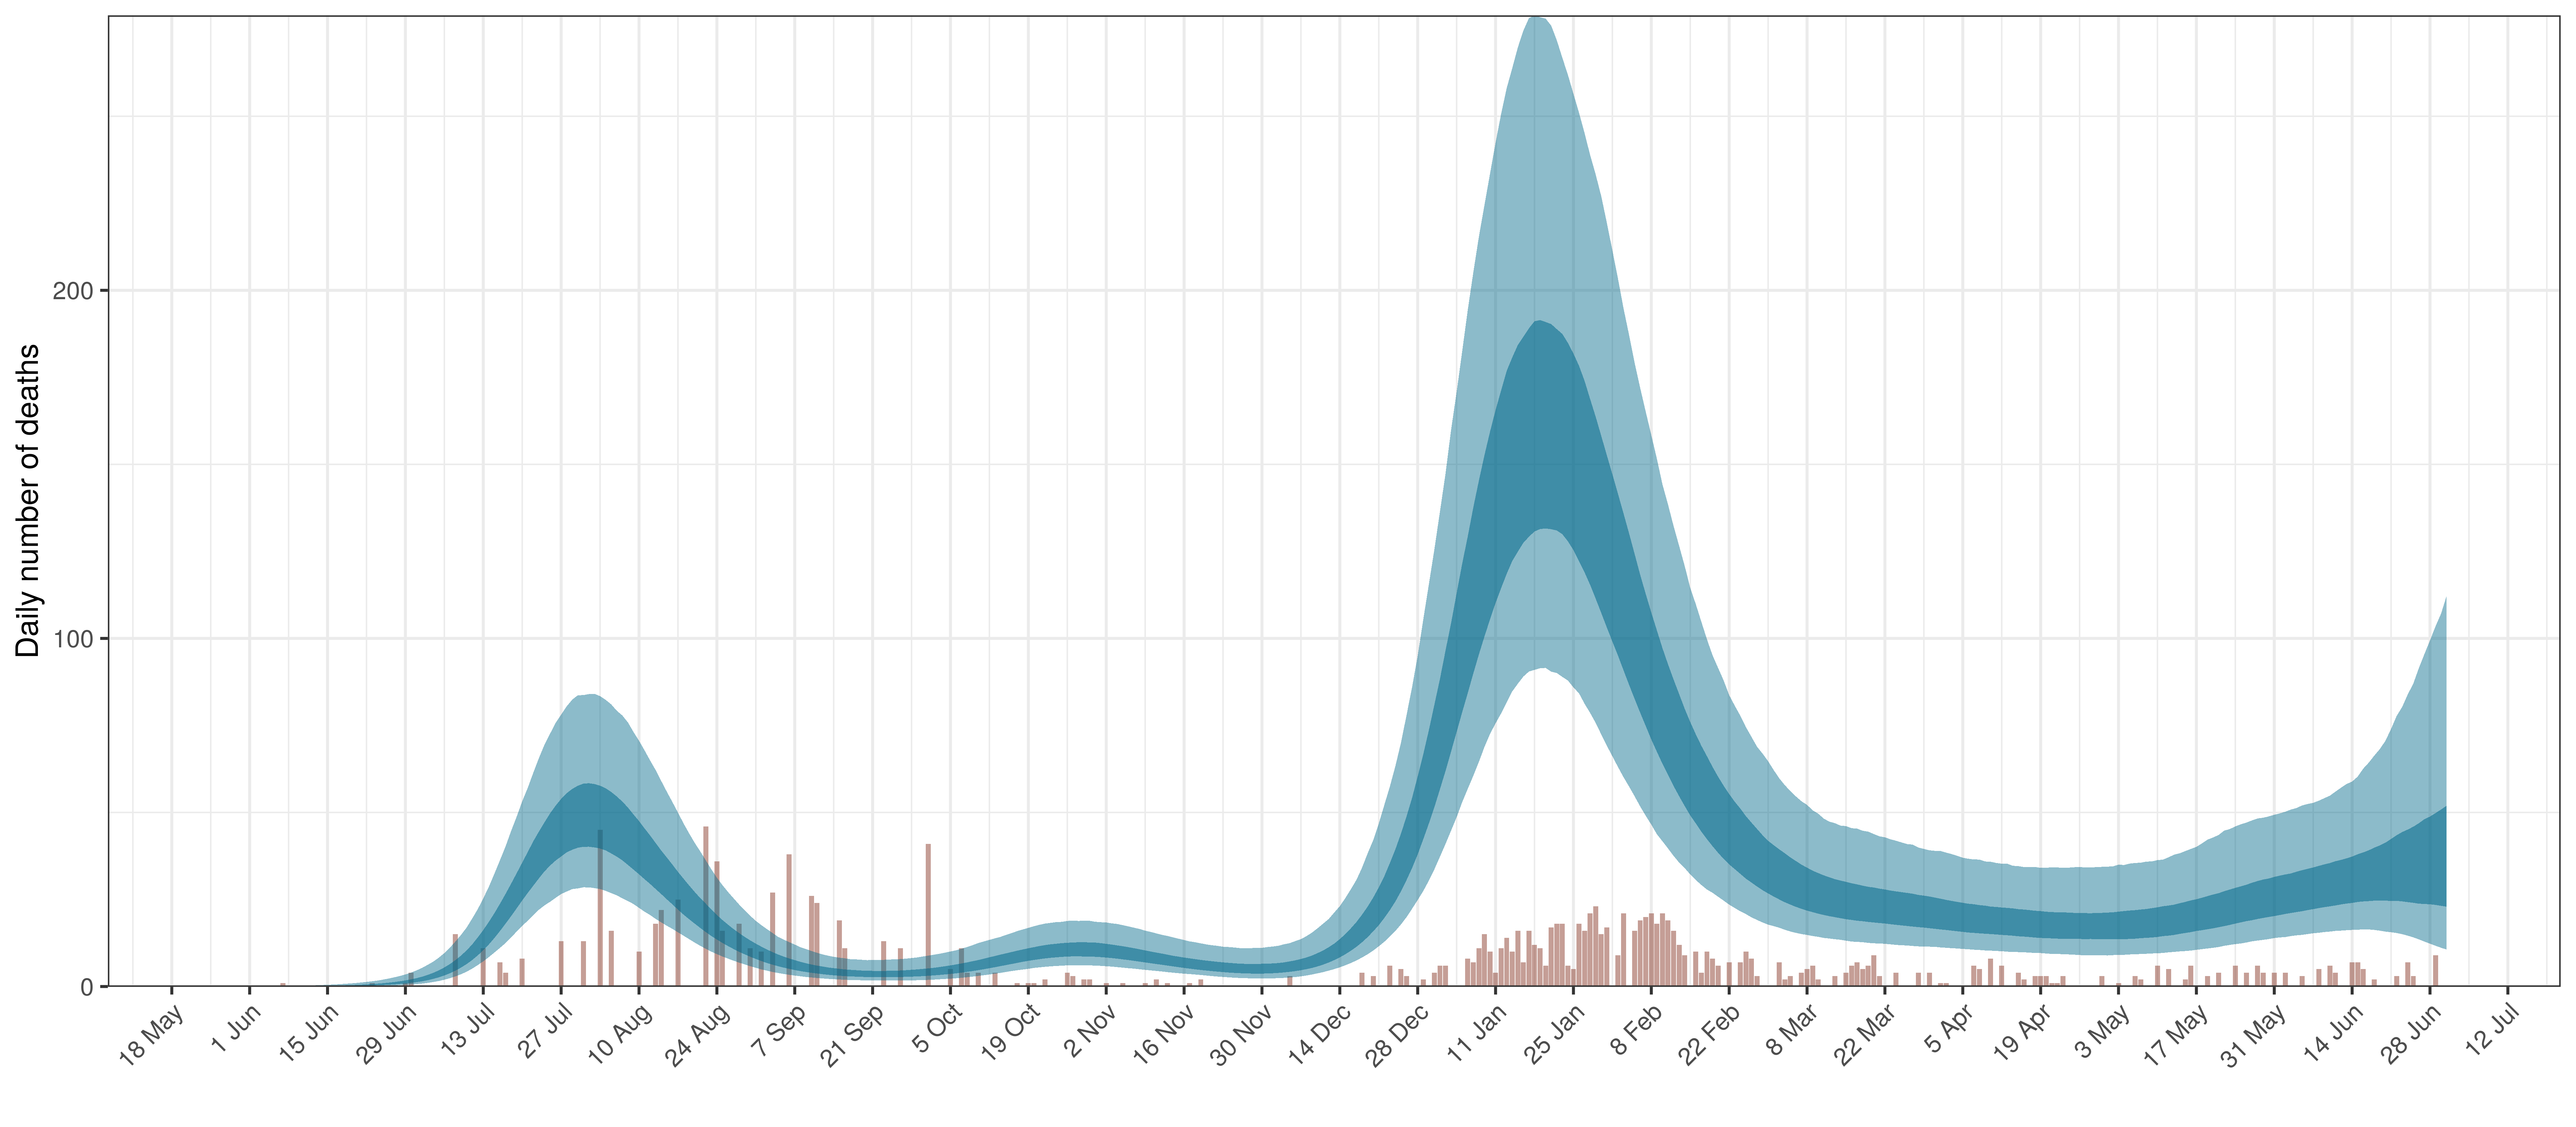 Daily number of deaths
200
100
0
18 May
1 Jun
15 Jun
29 Jun
13 Jul
27 Jul
10 Aug
24 Aug
7 Sep
21 Sep
5 Oct
19 Oct
2 Nov
16 Nov
30 Nov
14 Dec
28 Dec
11 Jan
25 Jan
8 Feb
22 Feb
8 Mar
22 Mar
5 Apr
19 Apr
3 May
17 May
31 May
14 Jun
28 Jun
12 Jul